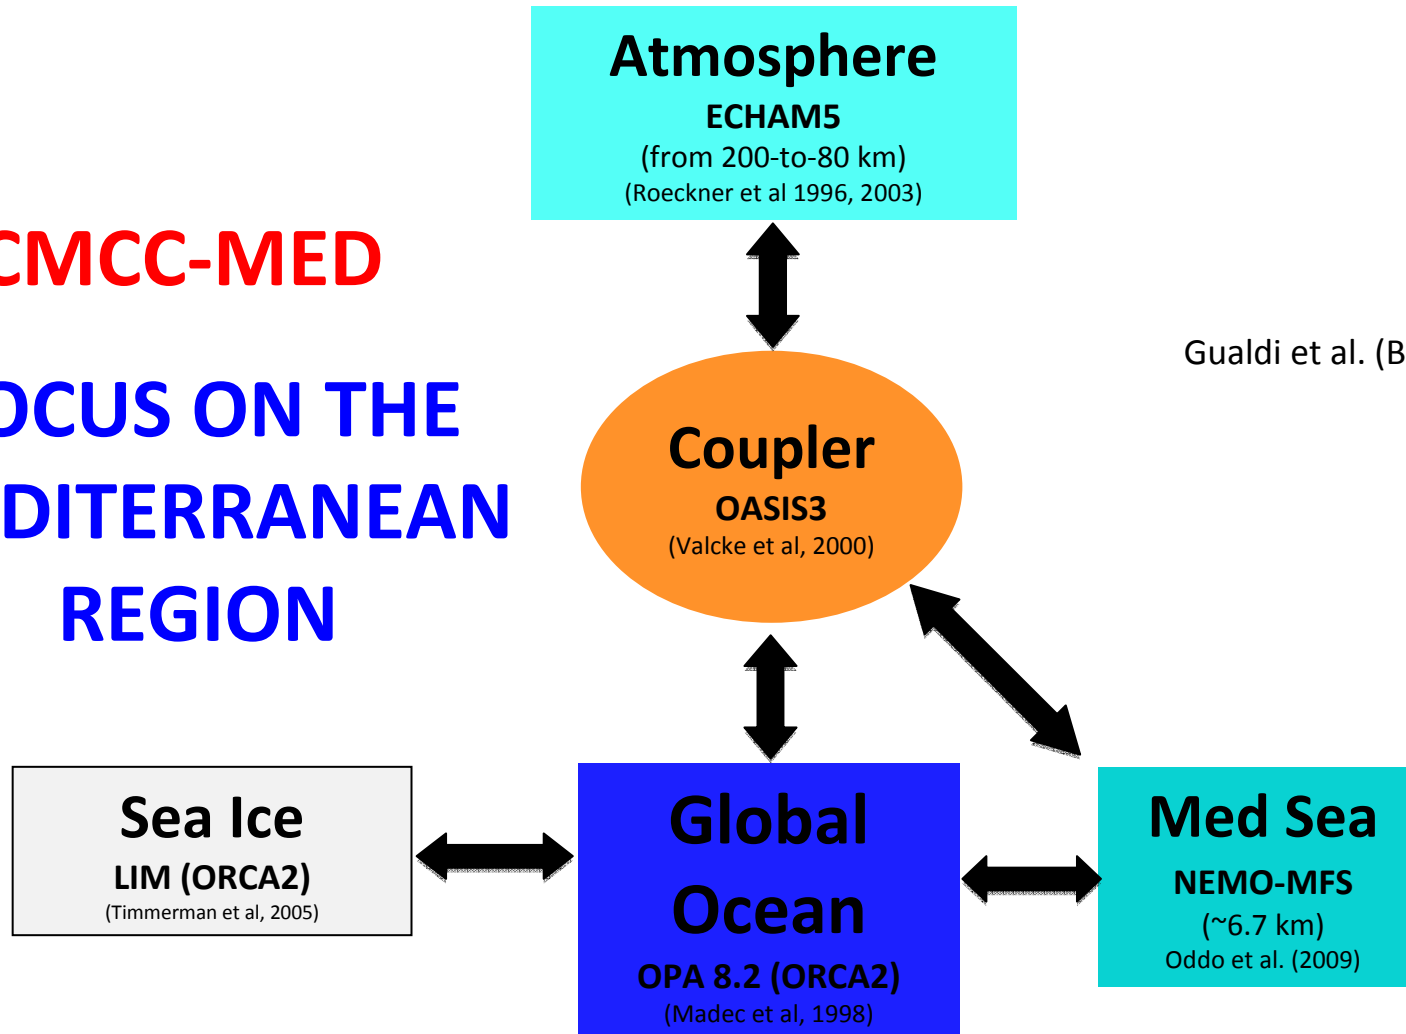 Atmosphere
ECHAM5
(from 200-to-80 km)
(Roeckner et al 1996, 2003)
CMCC-MED
OCUS ON THE
DITERRANEAN
REGION
Gualdi et al. (B
Coupler
OASIS3
(Valcke et al, 2000)
Sea Ice
LIM (ORCA2)
(Timmerman et al, 2005)
Global
Ocean
OPA 8.2 (ORCA2)
(Madec et al, 1998)
Med Sea
NEMO-MFS
(~6.7 km)
Oddo et al. (2009)